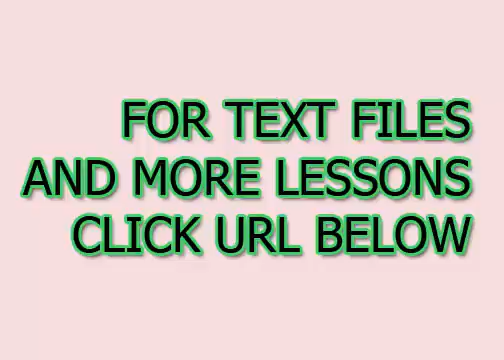 FOR TEXT FILES
AND MORE LESSONS
CLICK URL BELOW